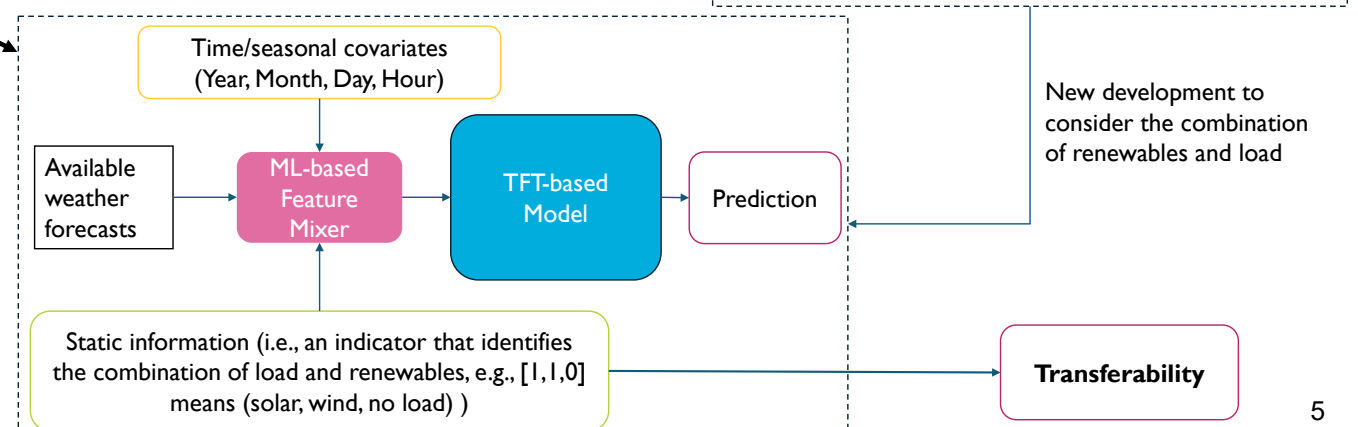 Time/seasonal covariates
(Year, Month, Day, Hour)
New development to
consider the combination
of renewables and load
Available
weather
forecasts
ML-based
Feature
Mixer
TFT-based
Model
Prediction
Static information (i.e., an indicator that identifies
the combination of load and renewables, e.g., [1,1,0]
means (solar, wind, no load) )
Transferability
5